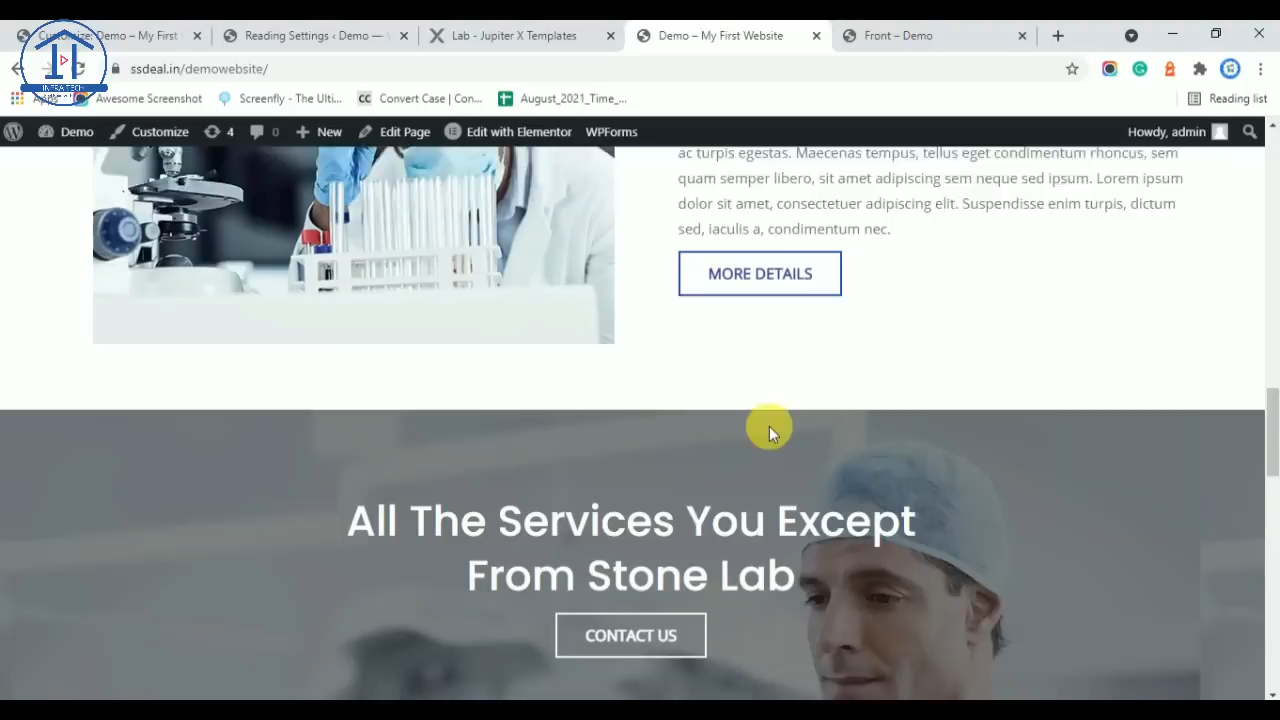 Customize: Demo – My First
Reading Settings ‹ Demo —
Lab - Jupiter X Templates
Demo – My First Website
Front – Demo
INFRA TECH
ssdeal.in/demowebsite/
Apps
Awesome Screenshot
Screenfly - The Ulti...
CC
Convert Case | Con...
August_2021_Time_...
Reading list
Demo
Customize
4
0
New
Edit Page
Edit with Elementor
WPForms
Howdy, admin
ac turpis egestas. Maecenas tempus, tellus eget condimentum rhoncus, sem
quam semper libero, sit amet adipiscing sem neque sed ipsum. Lorem ipsum
dolor sit amet, consectetuer adipiscing elit. Suspendisse enim turpis, dictum
sed, iaculis a, condimentum nec.
MORE DETAILS
All The Services You Except
From Stone Lab
CONTACT US